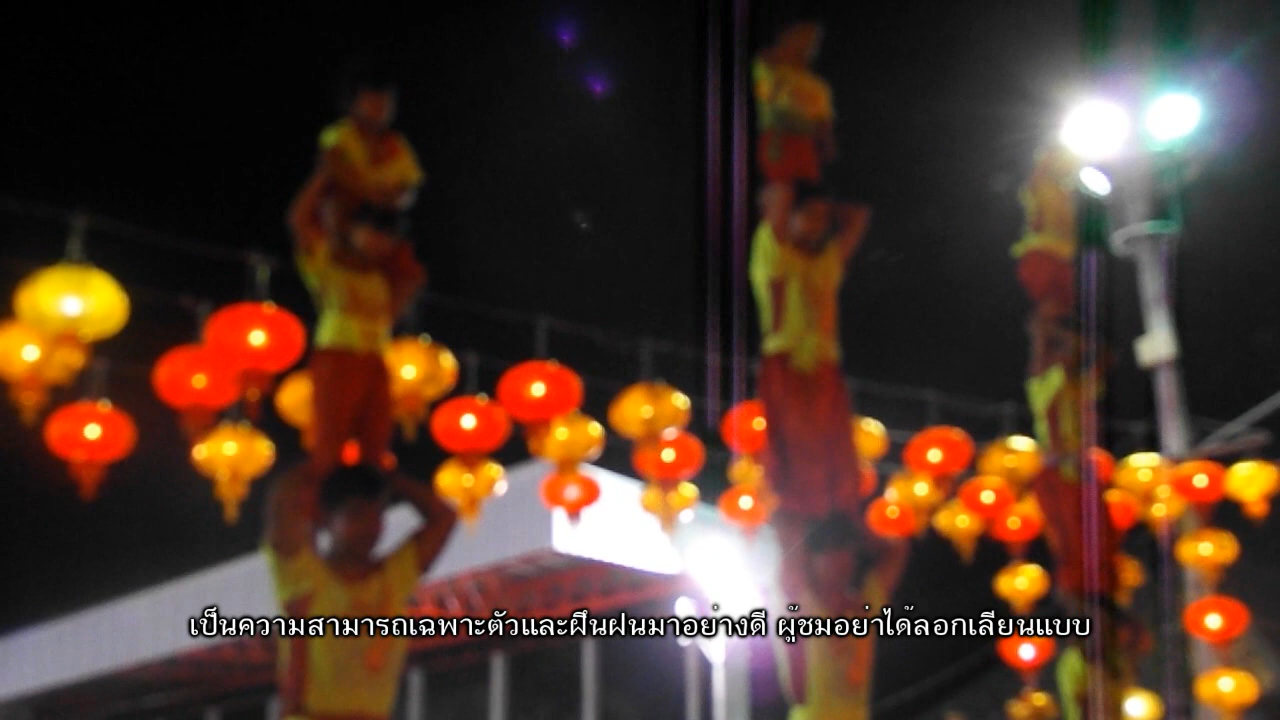 เป็นความสามารถเฉพาะตัวและฝึนฝนมาอย่างดี ผู้ชมอย่าได้ลอกเลียนแบบ